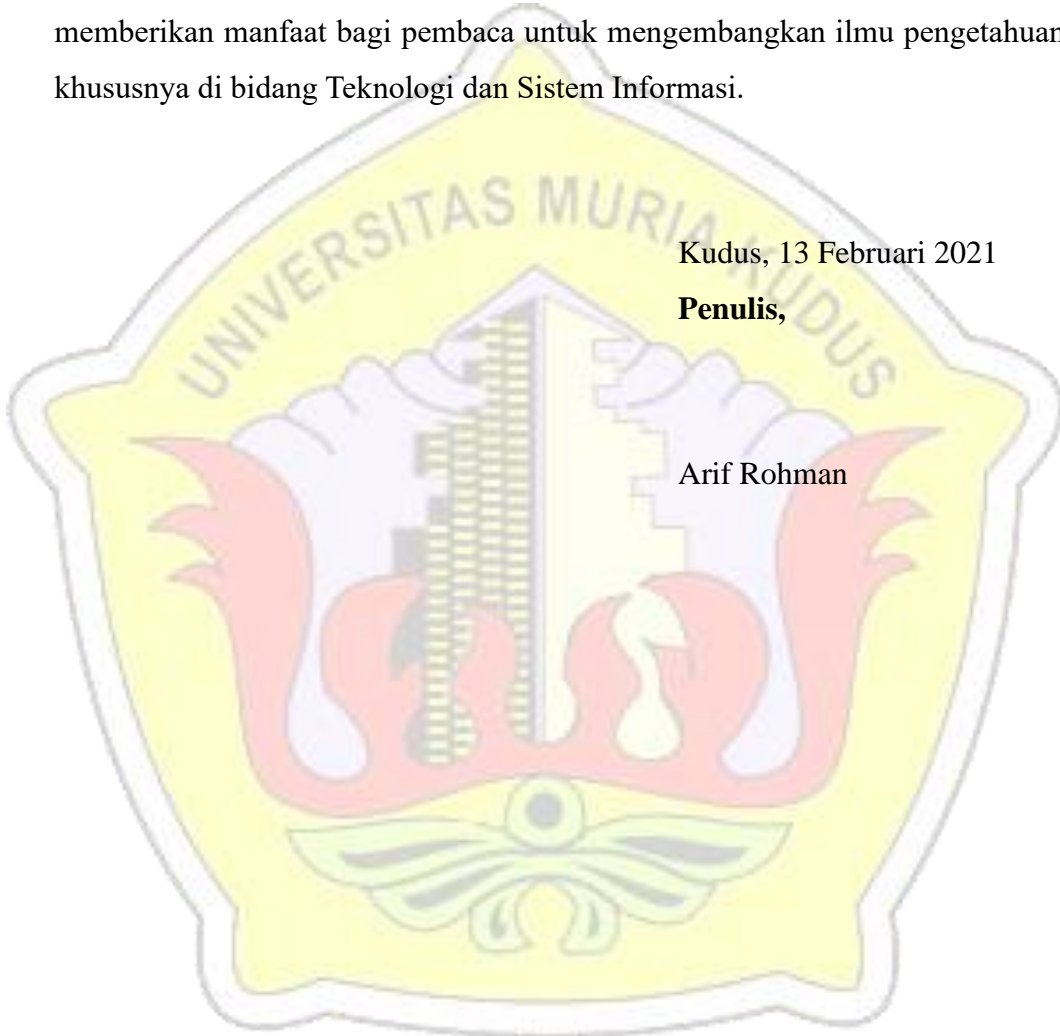 memberikan manfaat bagi pembaca untuk mengembangkan ilmu pengetahuan
khususnya di bidang Teknologi dan Sistem Informasi.
UNIVERSITAS MURIA KUDUS
Kudus, 13 Februari 2021
Penulis,
Arif Rohman